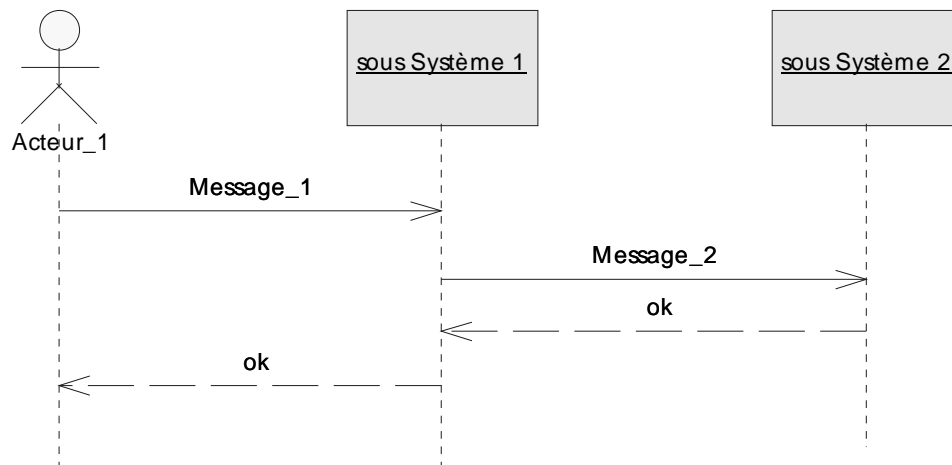 sous Système 1
sous Système 2
Acteur_1
Message_1
Message_2
ok
ok